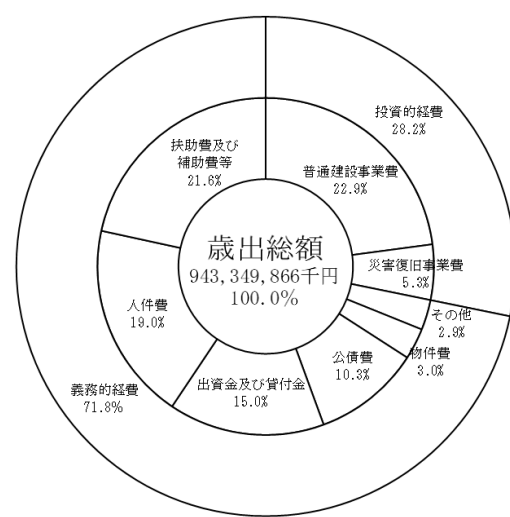 投資的経費
28.2%
扶助費及び
補助費等
21.6%
普通建設事業費
22.9%
歳出総額
943,349,866千円
100.0%
災害復旧事業費
5.3%
その他
2.9%
物件費
3.0%
人件費
19.0%
公債費
10.3%
出資金及び貸付金
15.0%
義務的経費
71.8%